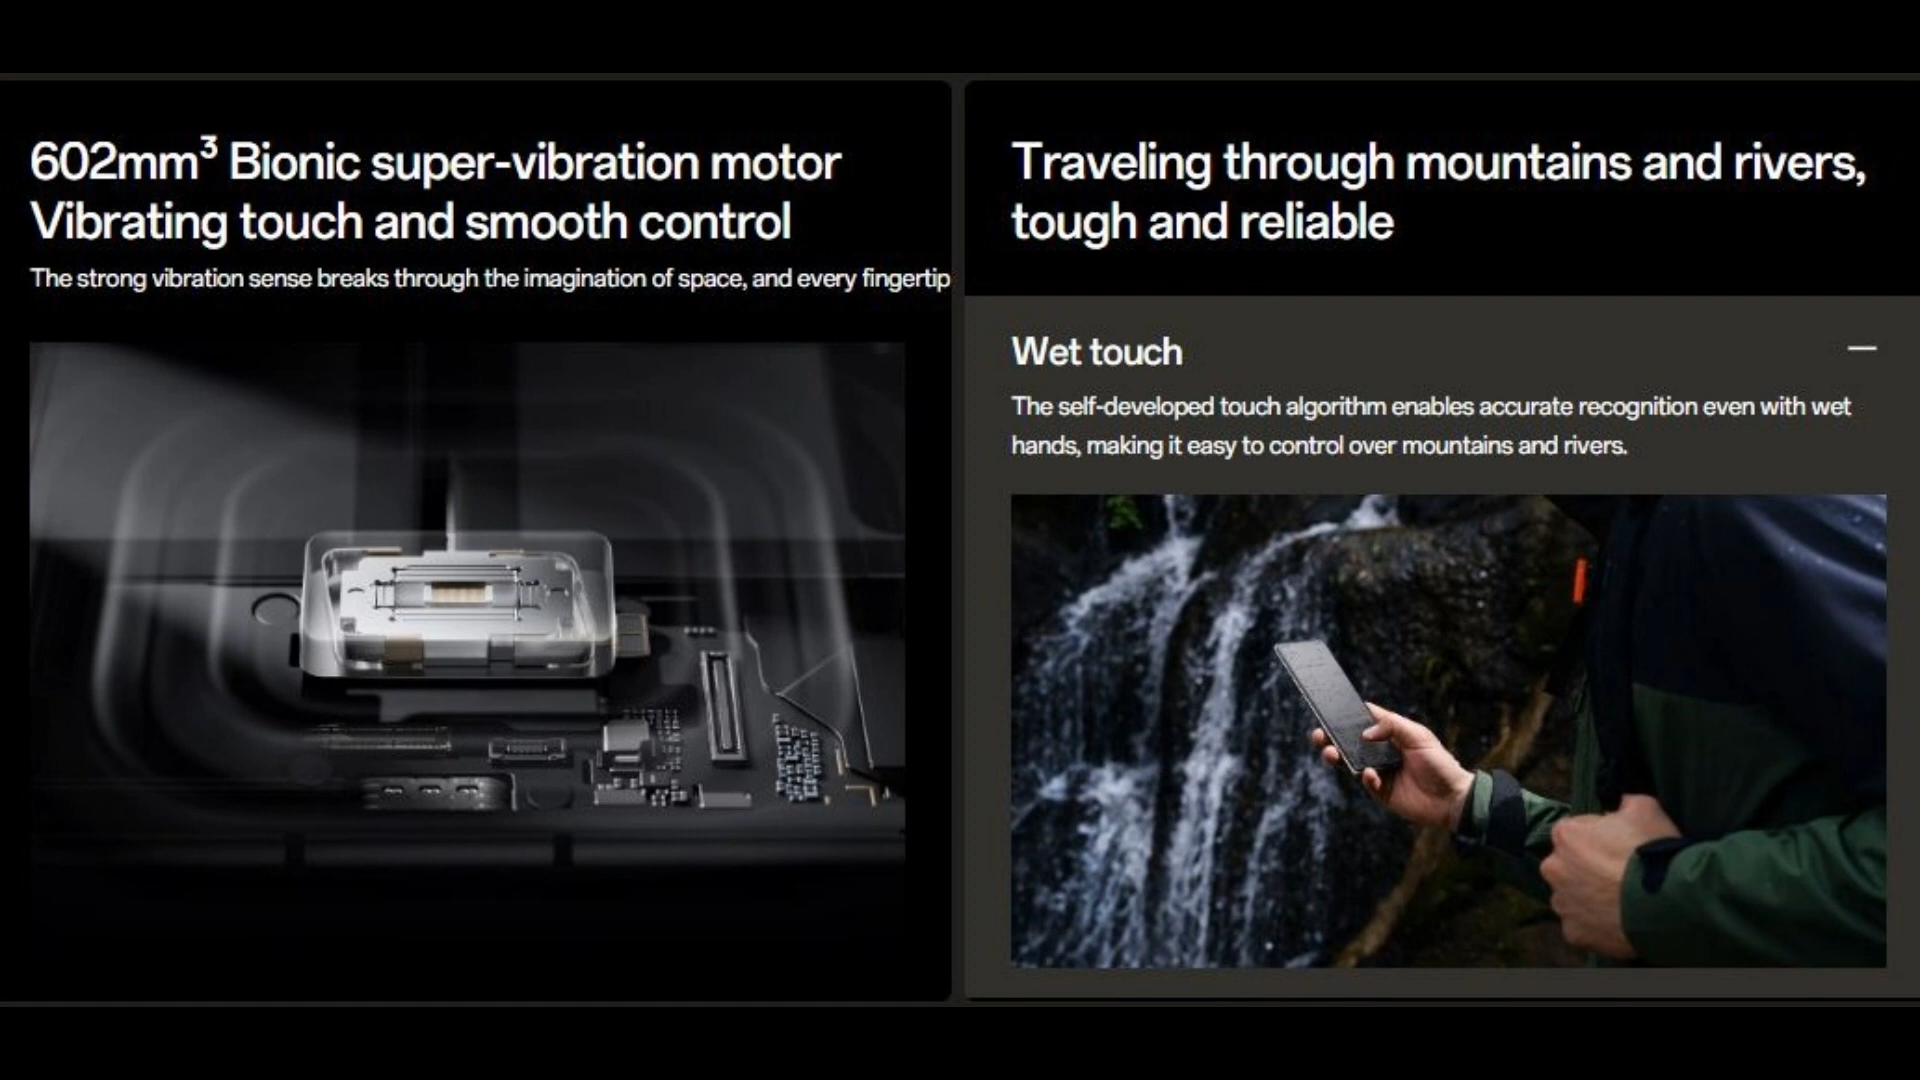 602mm³ Bionic super-vibration motor
Vibrating touch and smooth control
The strong vibration sense breaks through the imagination of space, and every fingertip
Traveling through mountains and rivers,
tough and reliable
Wet touch
The self-developed touch algorithm enables accurate recognition even with wet
hands, making it easy to control over mountains and rivers.